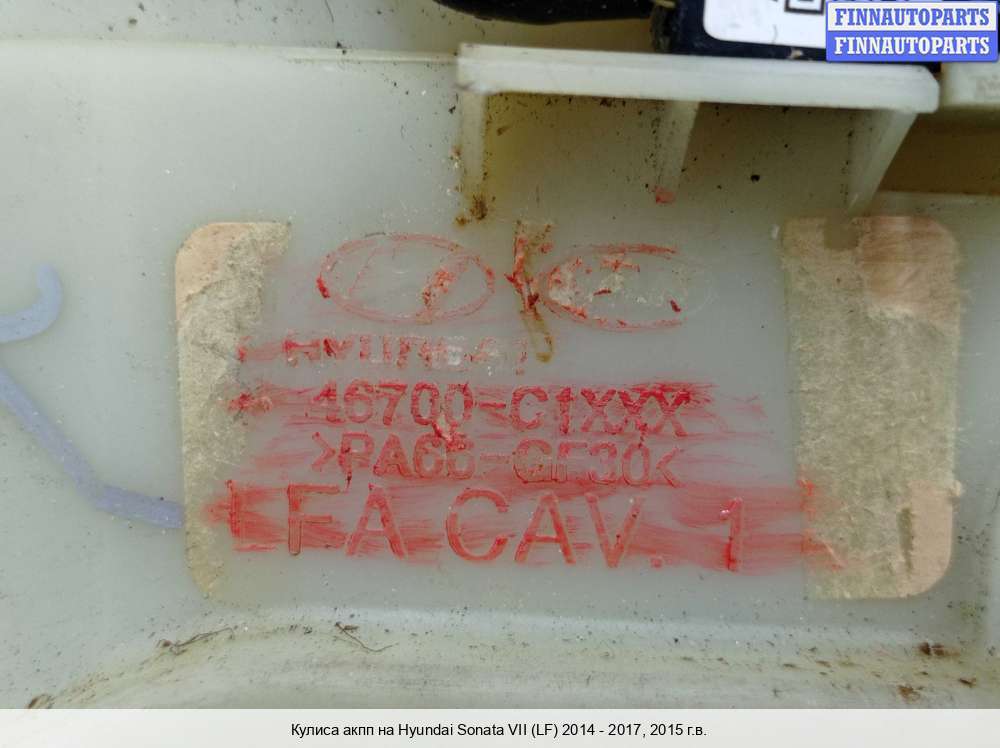 FINNAUTOPARTS
FINNAUTOPARTS
HYUNDAI
46700-C1XXX
>PA66-GF30<
LFA CAV. 1
Кулиса акпп на Hyundai Sonata VII (LF) 2014 - 2017, 2015 г.в.